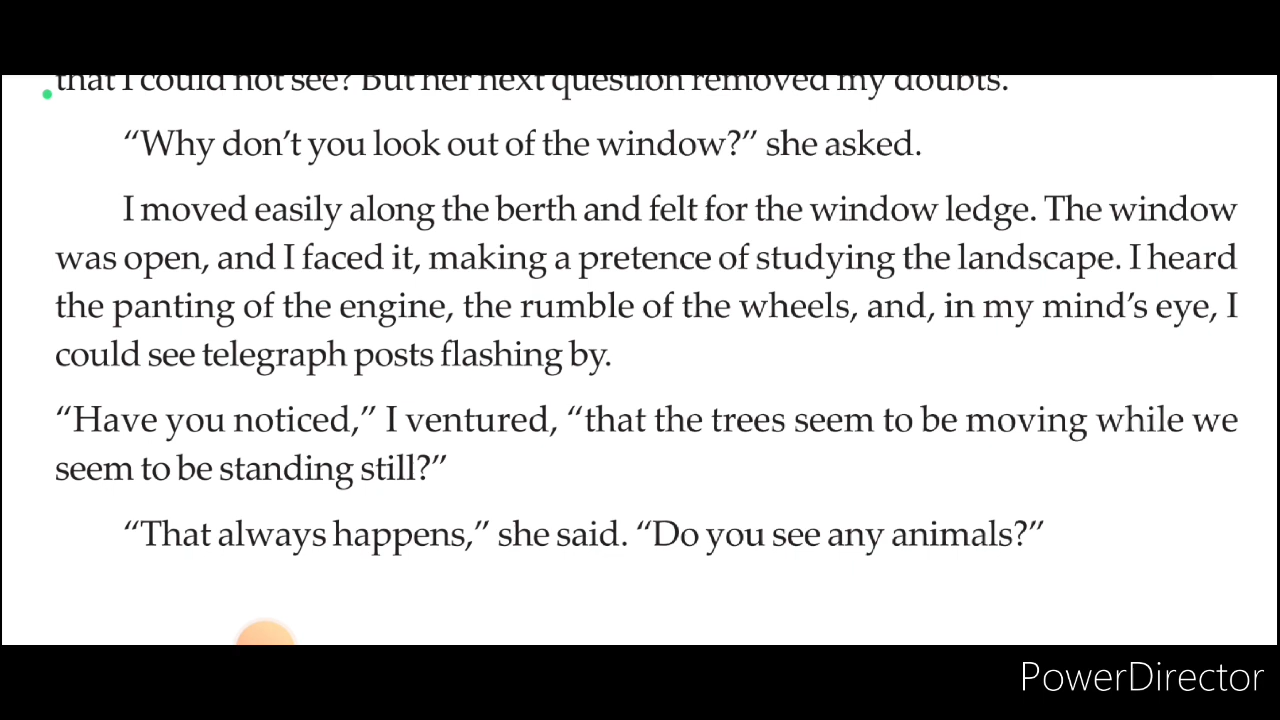 that I could not see? But her next question removed my doubts.
“Why don’t you look out of the window?” she asked.
I moved easily along the berth and felt for the window ledge. The window
was open, and I faced it, making a pretence of studying the landscape. I heard
the panting of the engine, the rumble of the wheels, and, in my mind’s eye, I
could see telegraph posts flashing by.
“Have you noticed,” I ventured, “that the trees seem to be moving while we
seem to be standing still?”
“That always happens,” she said. “Do you see any animals?”
PowerDirector